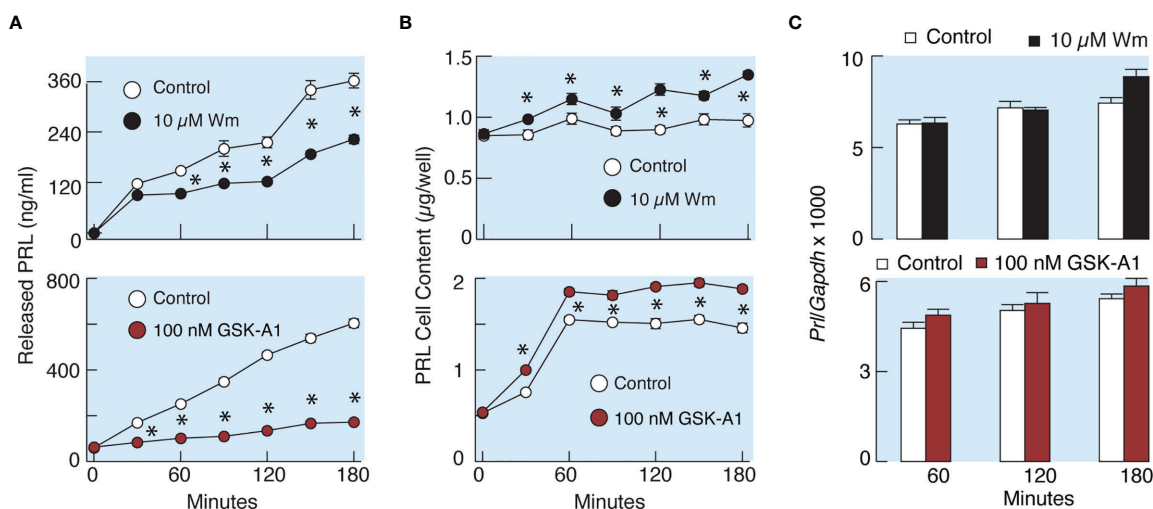 A
Released PRL (ng/ml)
360
240
120
0
Control
10 µM Wm
* * * * *
800
400
0
Control
100 nM GSK-A1
* * * * * *
0 60 120 180
Minutes
B
PRL Cell Content (µg/well)
1.5
1.0
0.5
0
* * * * * *
Control
10 µM Wm
2
1
0
* * * * * *
Control
100 nM GSK-A1
0 60 120 180
Minutes
C
Prl/Gapdh x 1000
Control 10 µM Wm
10
5
0
Control 100 nM GSK-A1
6
3
0
60 120 180
Minutes